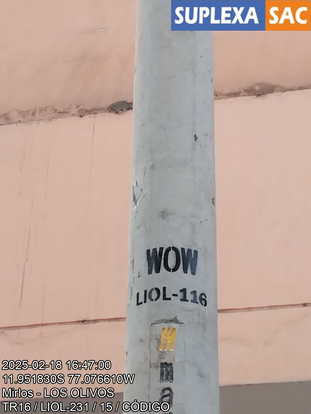 SUPLEXA SAC
WOW
LIOL-116
W
m
a
2025-02-18 16:47:00
11.951830S 77.076610W
Mirlos - LOS OLIVOS
TR16 / LIOL-231 / 15 / CÓDIGO